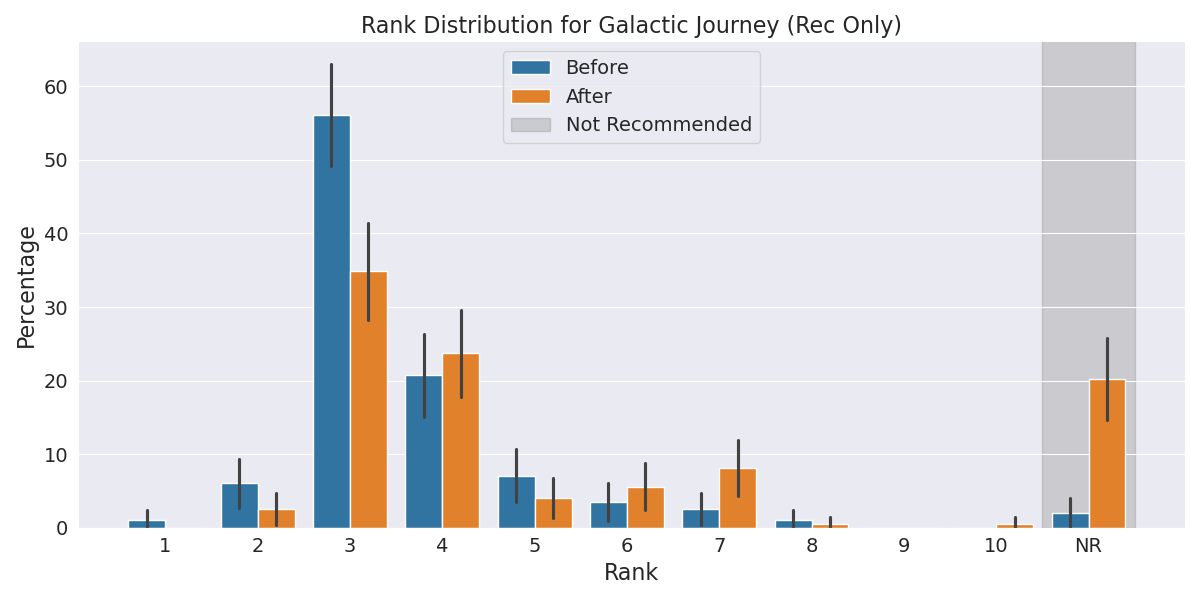 Rank Distribution for Galactic Journey (Rec Only)
Before
After
Not Recommended
Percentage
60
50
40
30
20
10
0
1 2 3 4 5 6 7 8 9 10 NR
Rank